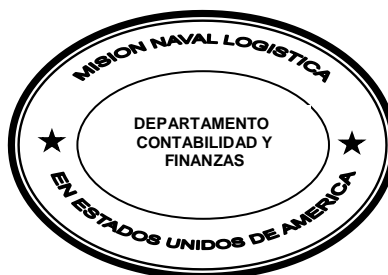 MISION NAVAL LOGISTICA
DEPARTAMENTO
CONTABILIDAD Y
FINANZAS
EN ESTADOS UNIDOS DE AMERICA